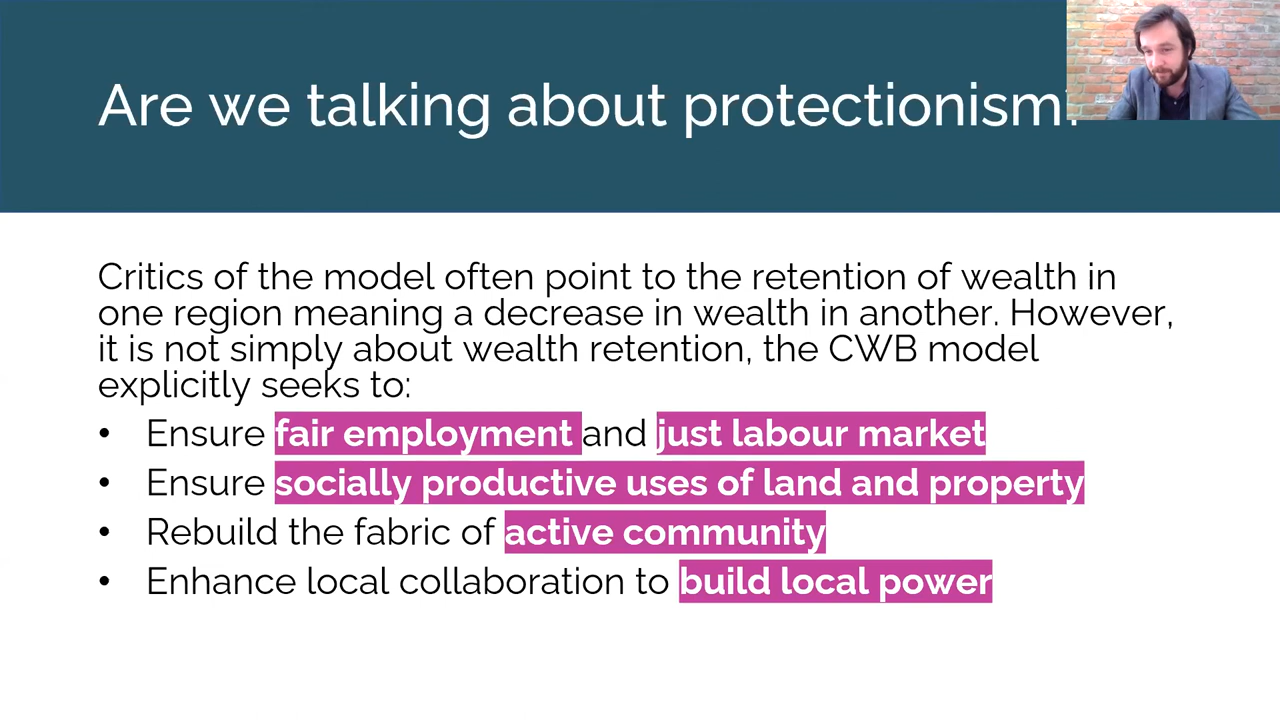 Are we talking about protectionism?
Critics of the model often point to the retention of wealth in
one region meaning a decrease in wealth in another. However,
it is not simply about wealth retention, the CWB model
explicitly seeks to:
• Ensure fair employment and just labour market
• Ensure socially productive uses of land and property
• Rebuild the fabric of active community
• Enhance local collaboration to build local power